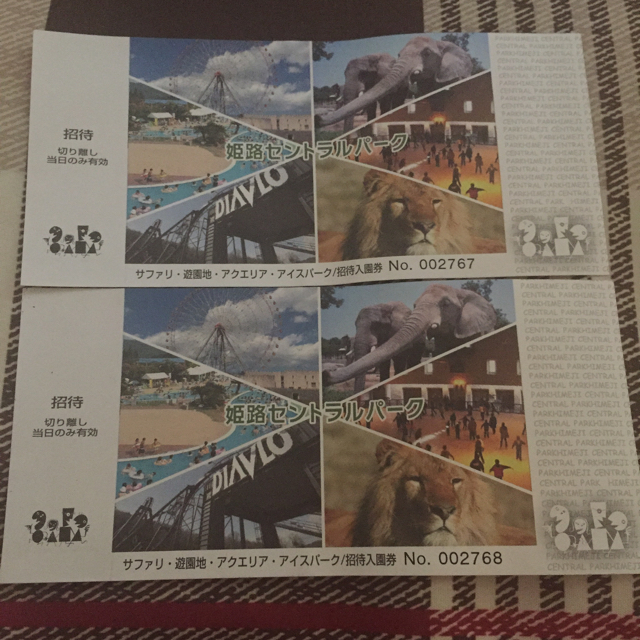 招待
切り離し
当日のみ有効
姫路セントラルパーク
DIAVLO
サファリ・遊園地・アクエリア・アイスパーク/招待入園券 No. 002767
CENTRAL PARKHIMEJI
招待
切り離し
当日のみ有効
姫路セントラルパーク
DIAVLO
サファリ・遊園地・アクエリア・アイスパーク/招待入園券 No. 002768
CENTRAL PARKHIMEJI